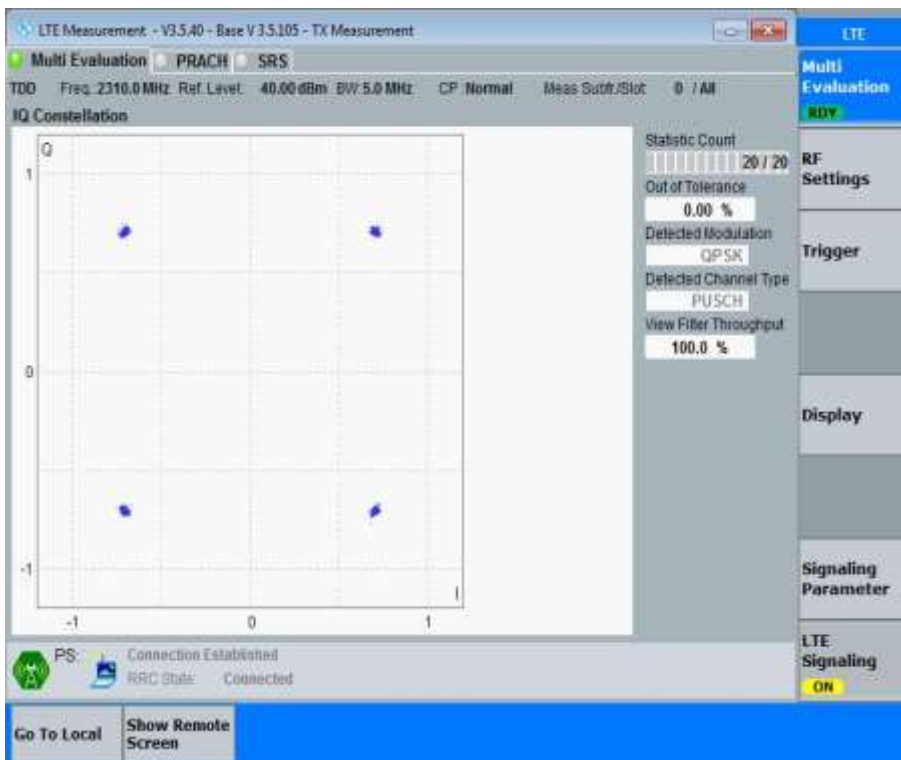 LTE Measurement - V3.5.40 - Base V 3.5.105 - TX Measurement
Multi Evaluation PRACH SRS
TDD Freq: 2310.0 MHz Ref. Level: 40.00 dBm BW: 5.0 MHz CP: Normal Meas Subfr./Slot: 0 / All
IQ Constellation
Q
1
0
-1
I
-1 0 1
Statistic Count
20 / 20
Out of Tolerance
0.00 %
Detected Modulation
QPSK
Detected Channel Type
PUSCH
View Filter Throughput
100.0 %
PS: Connection Established
RRC State: Connected
LTE
Multi
Evaluation
RDY
RF
Settings
Trigger
Display
Signaling
Parameter
LTE
Signaling
ON
Go To Local
Show Remote
Screen